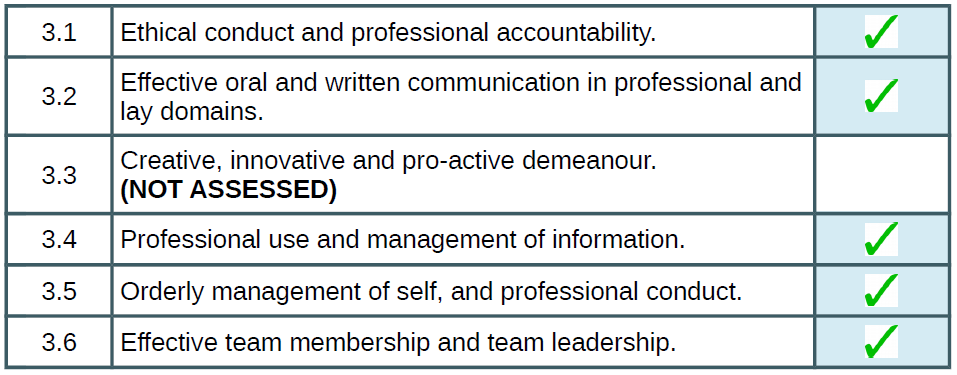 3.1 Ethical conduct and professional accountability. ✓
3.2 Effective oral and written communication in professional and
lay domains. ✓
3.3 Creative, innovative and pro-active demeanour.
(NOT ASSESSED)
3.4 Professional use and management of information. ✓
3.5 Orderly management of self, and professional conduct. ✓
3.6 Effective team membership and team leadership. ✓